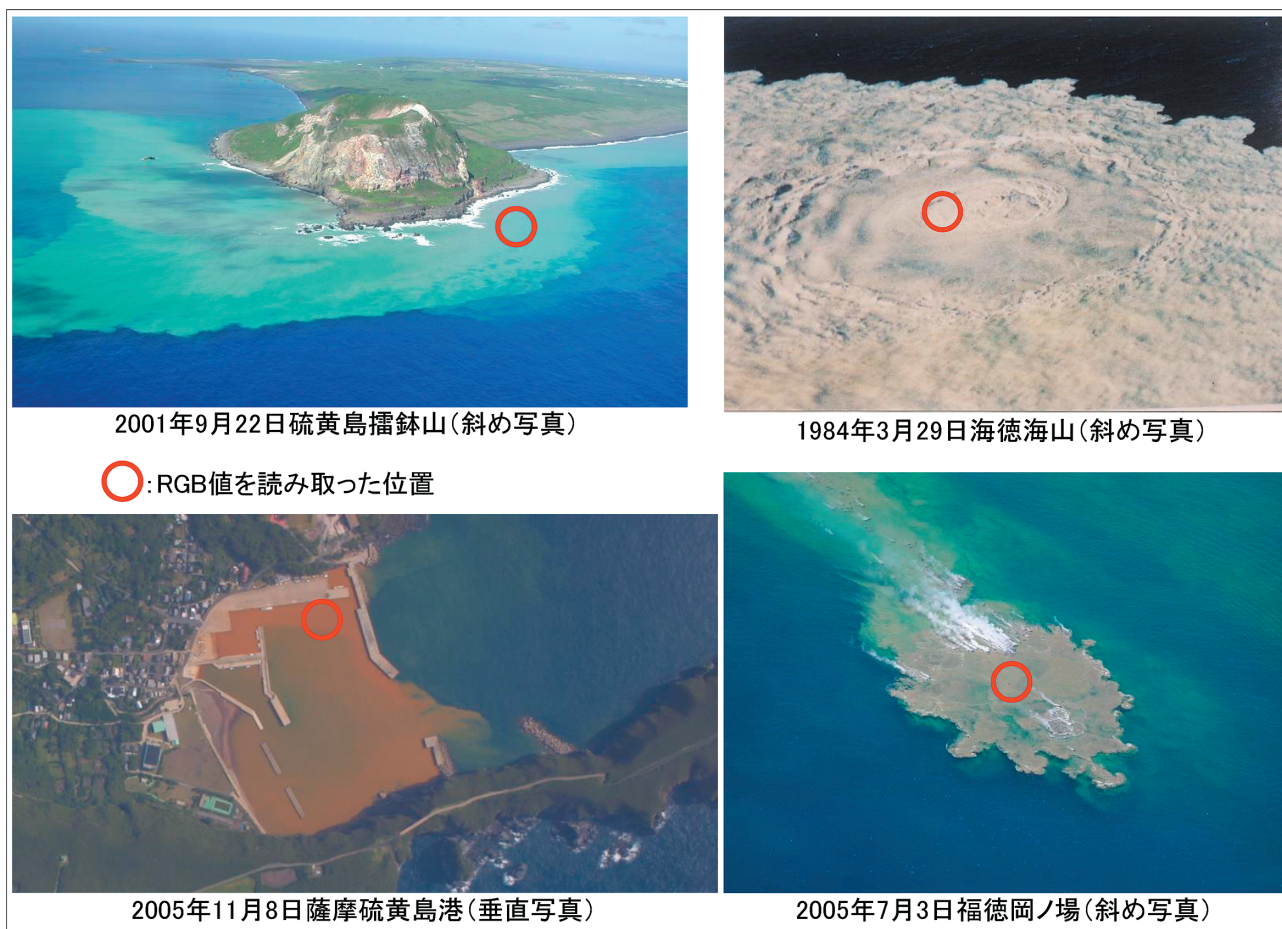 2001年9月22日硫黄島擂鉢山(斜め写真)
1984年3月29日海徳海山(斜め写真)
:RGB値を読み取った位置
2005年11月8日薩摩硫黄島港(垂直写真)
2005年7月3日福徳岡ノ場(斜め写真)